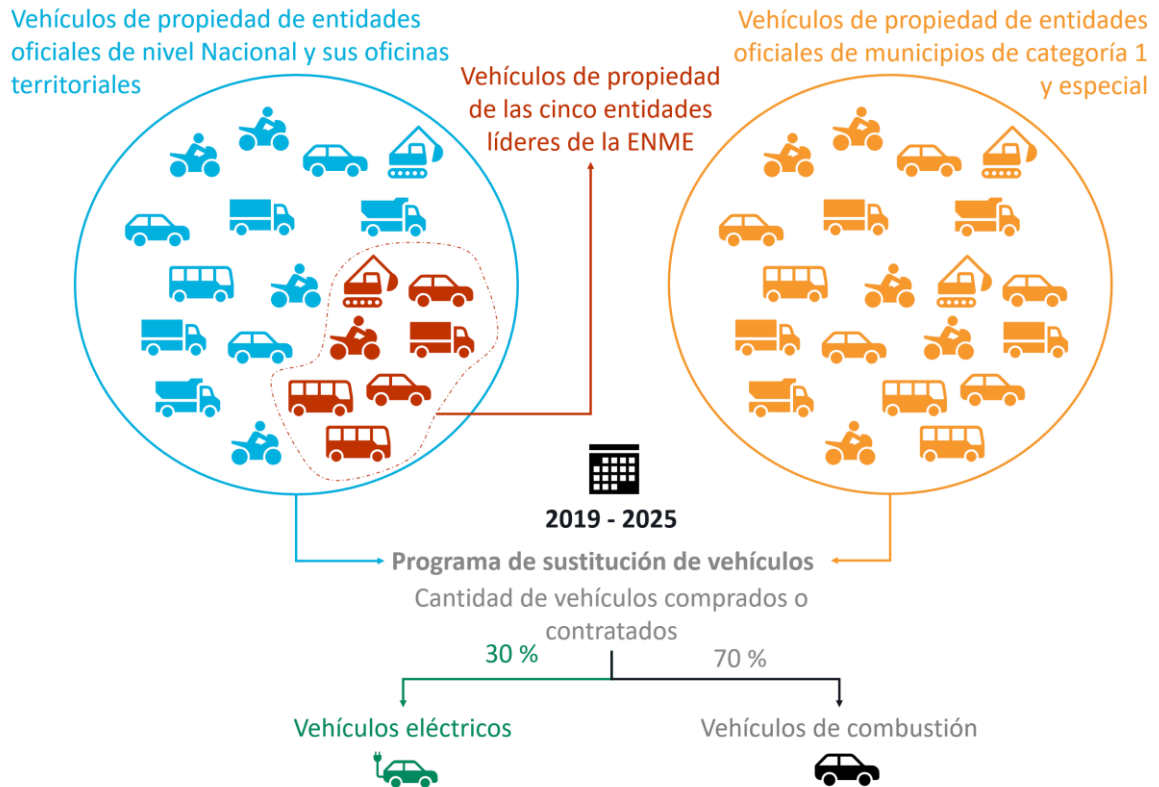 Vehículos de propiedad de entidades
oficiales de nivel Nacional y sus oficinas
territoriales
Vehículos de propiedad
de las cinco entidades
líderes de la ENME
Vehículos de propiedad de entidades
oficiales de municipios de categoría 1
y especial
2019 - 2025
Programa de sustitución de vehículos
Cantidad de vehículos comprados o
contratados
30 %
70 %
Vehículos eléctricos
Vehículos de combustión